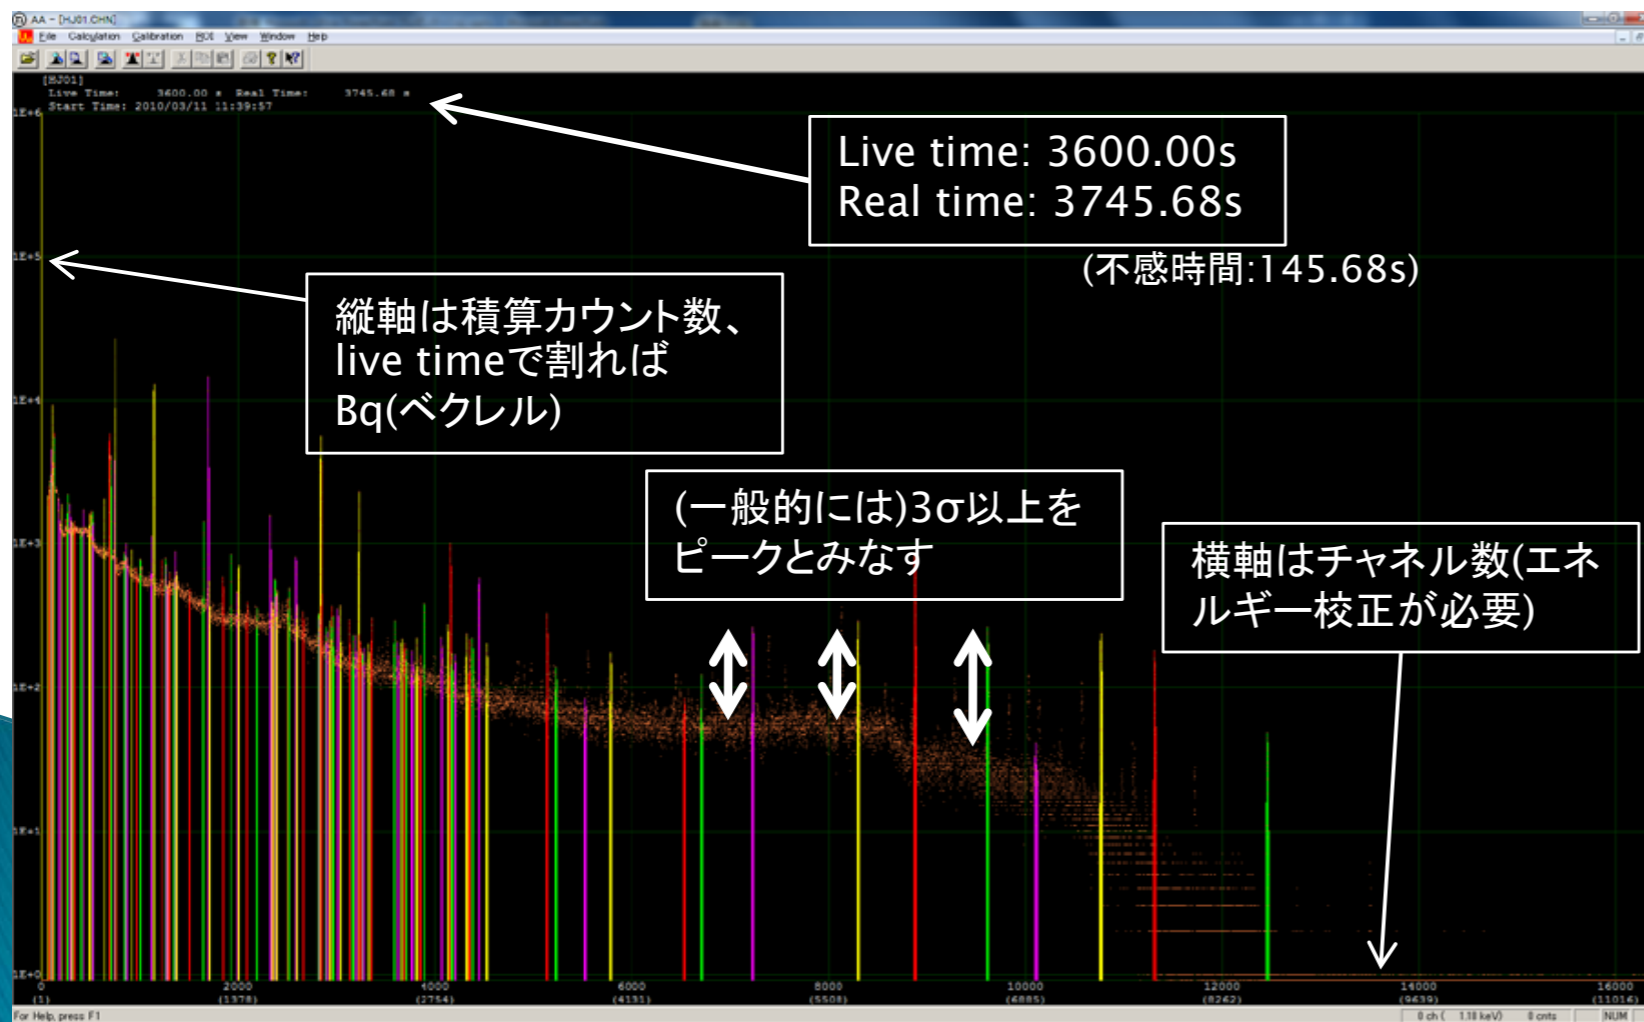 AA - [HJ01.CHN]
File Calculation Calibration ROI View Window Help
[HJ01]
Live Time: 3600.00 s Real Time: 3745.68 s
Start Time: 2010/03/11 11:39:57
1E+6
Live time: 3600.00s
Real time: 3745.68s
1E+5
(不感時間:145.68s)
縦軸は積算カウント数、
live timeで割れば
Bq(ベクレル)
1E+4
(一般的には)3σ以上を
ピークとみなす
1E+3
横軸はチャネル数(エネ
ルギー校正が必要)
1E+2
1E+1
1E+0
0 2000 4000 6000 8000 10000 12000 14000 16000
(1) (1378) (2754) (4131) (5508) (6885) (8262) (9639) (11016)
For Help, press F1
0 ch ( 1.18 keV) 0 cnts NUM